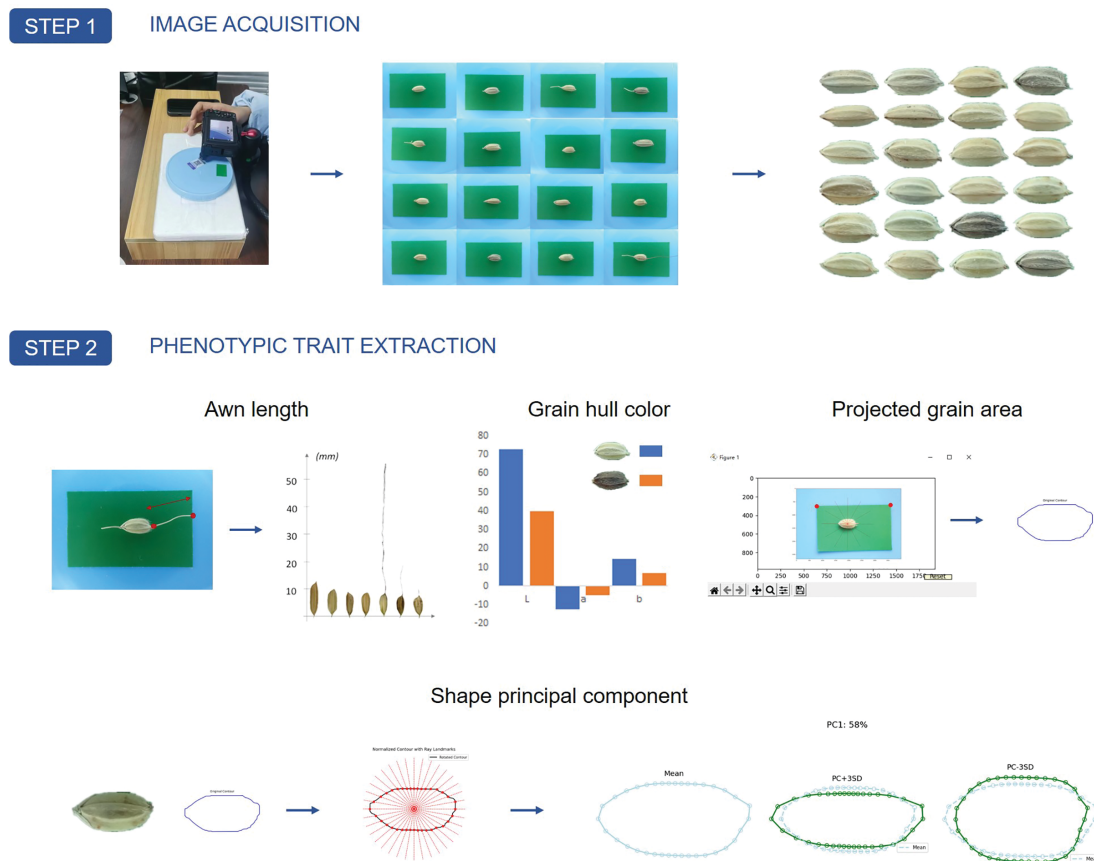 STEP 1
IMAGE ACQUISITION
STEP 2
PHENOTYPIC TRAIT EXTRACTION
Awn length
Grain hull color
Projected grain area
(mm)
50
40
30
20
10
80
70
60
50
40
30
20
10
0
-10
-20
L
a
b
Figure 1
0
200
400
600
800
0
250
500
750
1000
1250
1500
1750
Reset
Original Contour
Shape principal component
PC1: 58%
Original Contour
Normalized Contour with Ray Landmarks
Rotated Contour
Mean
PC+3SD
Mean
PC-3SD
Mean